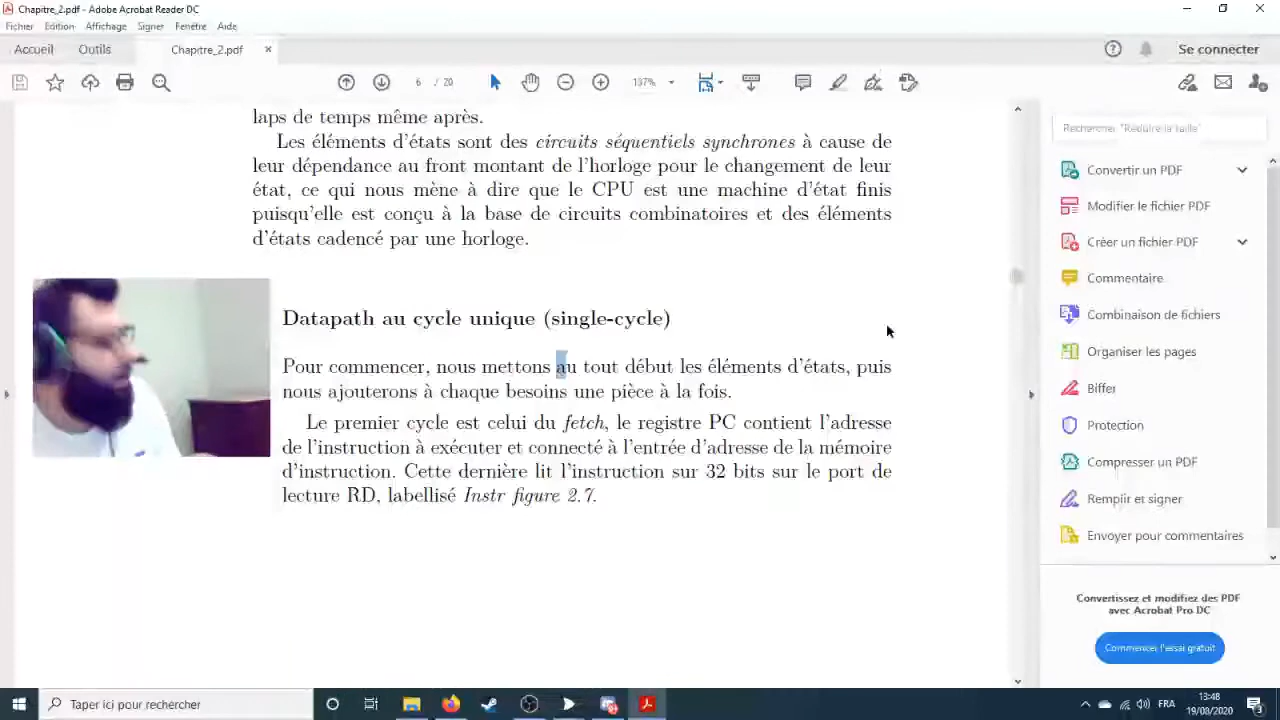 Chapitre_2.pdf - Adobe Acrobat Reader DC
Fichier Edition Affichage Signer Fenêtre Aide
Accueil Outils Chapitre_2.pdf × Se connecter
6 / 20 137%
laps de temps même après.
Les éléments d'états sont des circuits séquentiels synchrones à cause de
leur dépendance au front montant de l'horloge pour le changement de leur
état, ce qui nous mène à dire que le CPU est une machine d'état finis
puisqu'elle est conçu à la base de circuits combinatoires et des éléments
d'états cadencé par une horloge.
Datapath au cycle unique (single-cycle)
Pour commencer, nous mettons au tout début les éléments d'états, puis
nous ajouterons à chaque besoins une pièce à la fois.
Le premier cycle est celui du fetch, le registre PC contient l'adresse
de l'instruction à exécuter et connecté à l'entrée d'adresse de la mémoire
d'instruction. Cette dernière lit l'instruction sur 32 bits sur le port de
lecture RD, labellisé Instr figure 2.7.
Rechercher "Réduire la taille"
Convertir un PDF
Modifier le fichier PDF
Créer un fichier PDF
Commentaire
Combinaison de fichiers
Organiser les pages
Biffer
Protection
Compresser un PDF
Remplir et signer
Envoyer pour commentaires
Convertissez et modifiez des PDF
avec Acrobat Pro DC
Commencer l'essai gratuit
Taper ici pour rechercher
FRA
13:48
19/08/2020